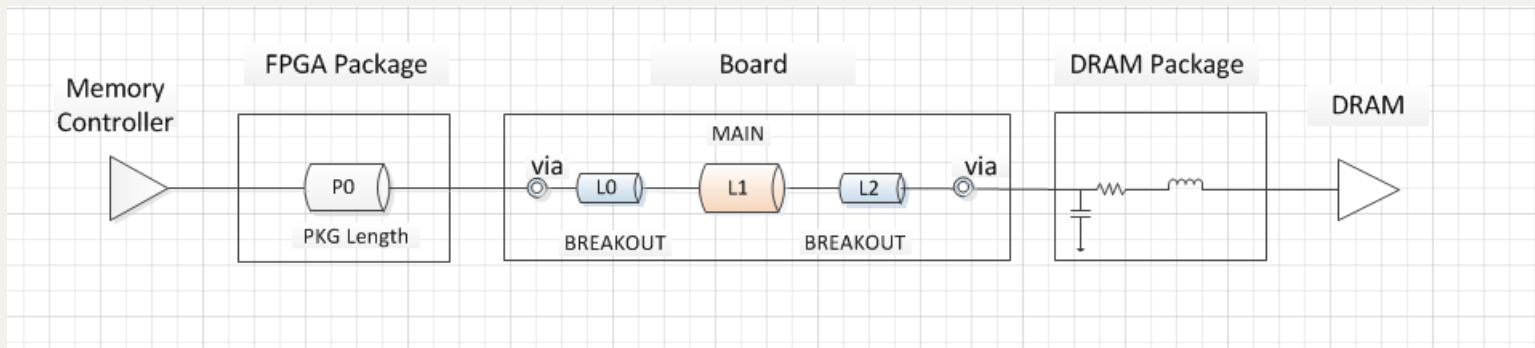 FPGA Package
Board
DRAM Package
Memory
Controller
DRAM
MAIN
via
via
P0
L0
L1
L2
PKG Length
BREAKOUT
BREAKOUT